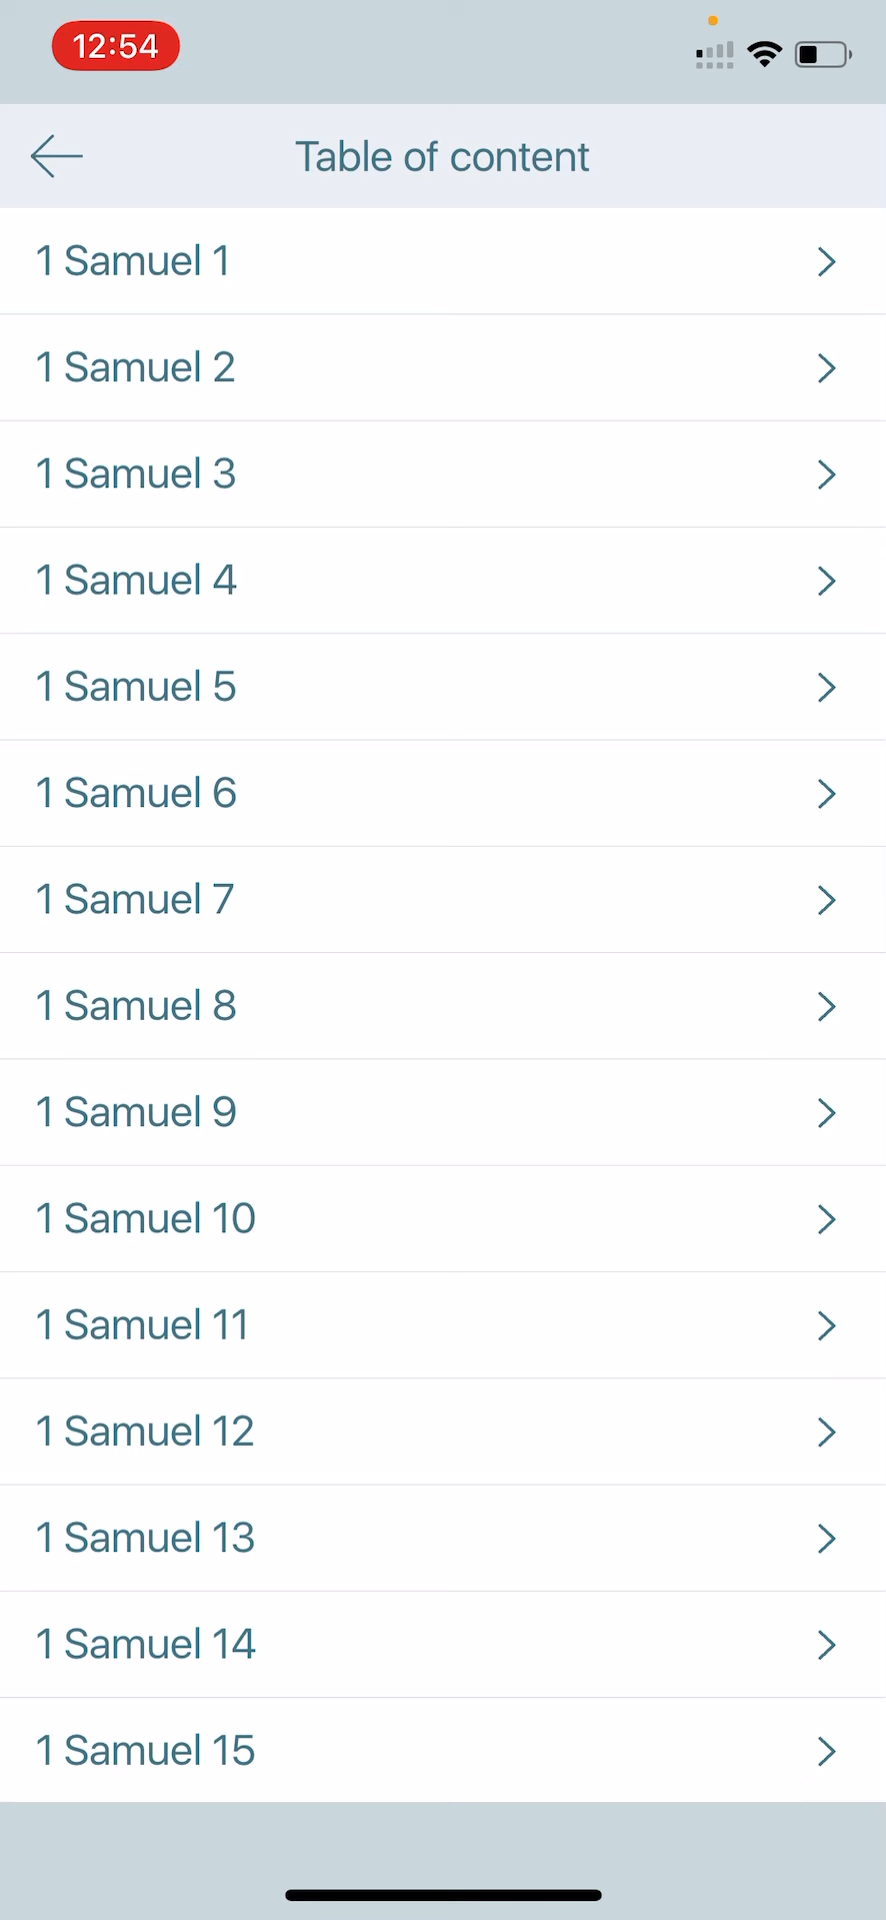 12:54
Table of content
1 Samuel 1
1 Samuel 2
1 Samuel 3
1 Samuel 4
1 Samuel 5
1 Samuel 6
1 Samuel 7
1 Samuel 8
1 Samuel 9
1 Samuel 10
1 Samuel 11
1 Samuel 12
1 Samuel 13
1 Samuel 14
1 Samuel 15